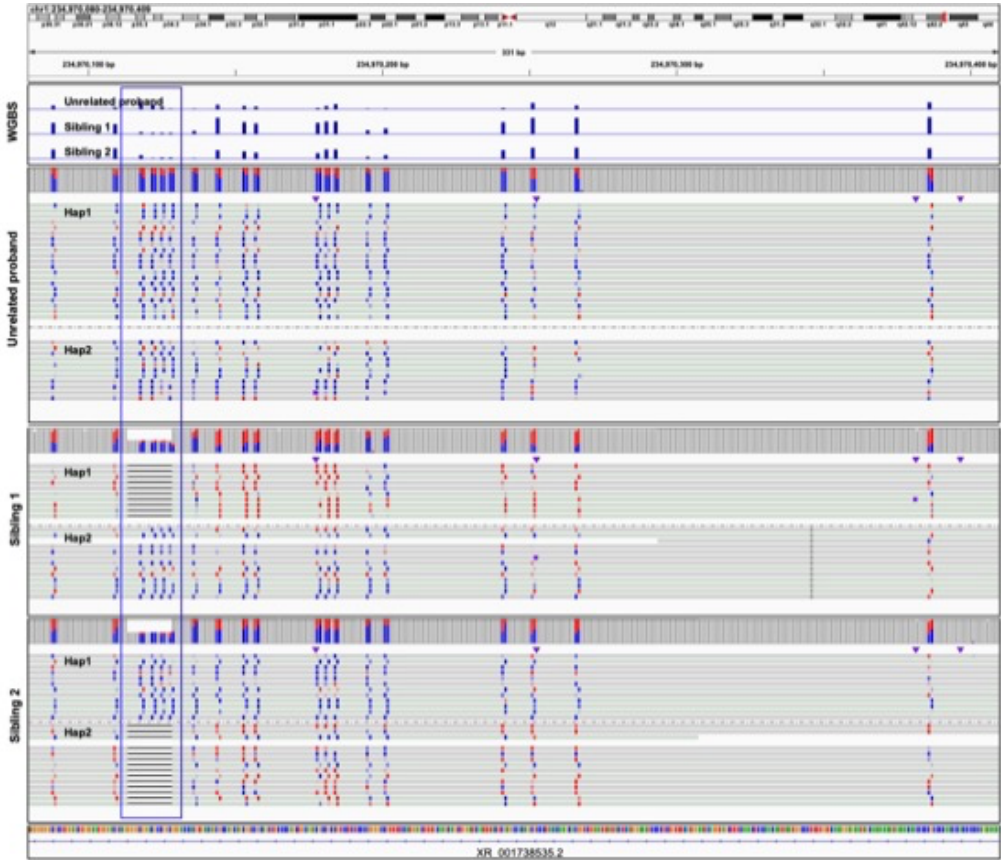 chr1:234,970,080-234,970,409
331 bp
234,970,100 bp 234,970,200 bp 234,970,300 bp 234,970,400 bp
WGBS
Unrelated proband
Sibling 1
Sibling 2
Unrelated proband
Hap1
Hap2
Sibling 1
Hap1
Hap2
Sibling 2
Hap1
Hap2
XR_001738535.2